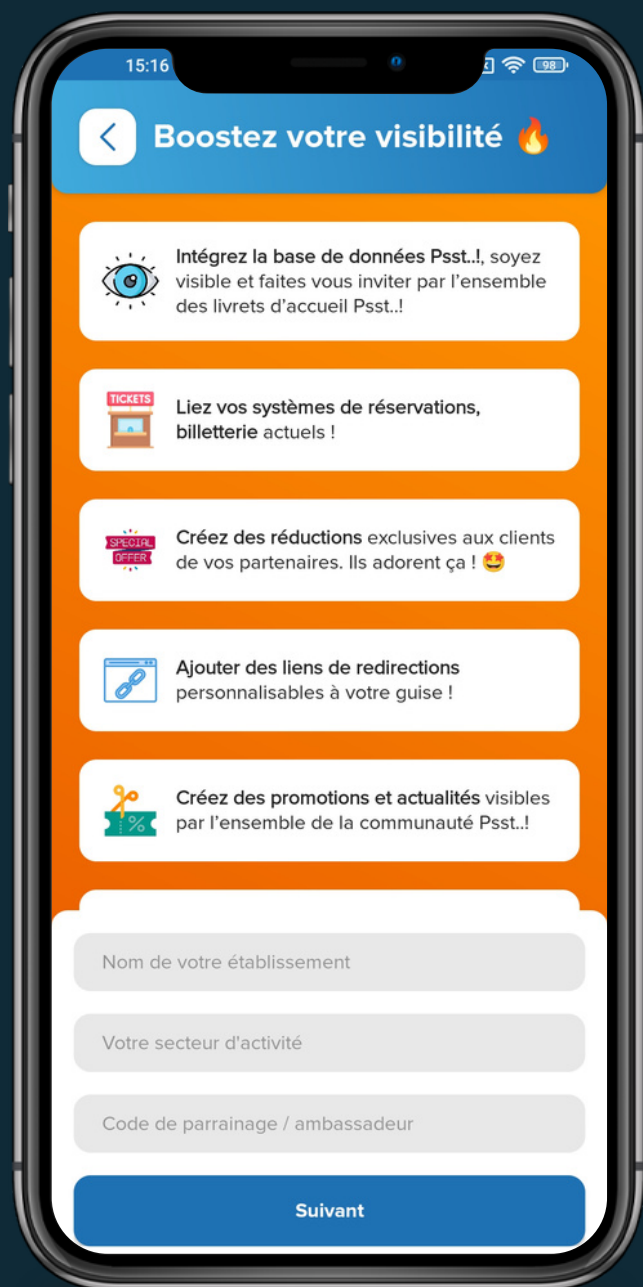 15:16
98
Boostez votre visibilité 🔥
Intégrez la base de données Psst..!, soyez
visible et faites vous inviter par l'ensemble
des livrets d'accueil Psst..!
TICKETS
Liez vos systèmes de réservations,
billetterie actuels !
SPECIAL
OFFER
Créez des réductions exclusives aux clients
de vos partenaires. Ils adorent ça ! 🤩
Ajouter des liens de redirections
personnalisables à votre guise !
%
Créez des promotions et actualités visibles
par l'ensemble de la communauté Psst..!
Nom de votre établissement
Votre secteur d'activité
Code de parrainage / ambassadeur
Suivant